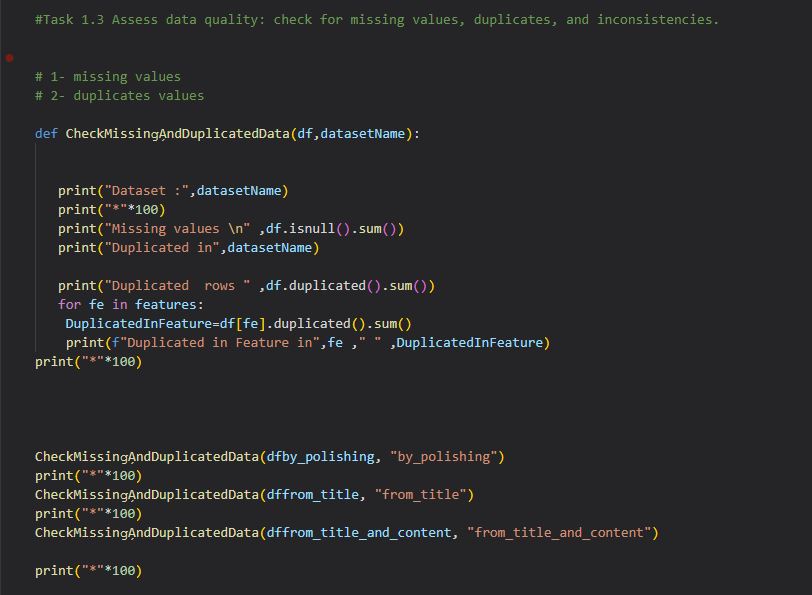 #Task 1.3 Assess data quality: check for missing values, duplicates, and inconsistencies.
# 1- missing values
# 2- duplicates values
def CheckMissingAndDuplicatedData(df,datasetName):
print("Dataset :",datasetName)
print("*"*100)
print("Missing values \n" ,df.isnull().sum())
print("Duplicated in",datasetName)
print("Duplicated  rows " ,df.duplicated().sum())
for fe in features:
DuplicatedInFeature=df[fe].duplicated().sum()
print(f"Duplicated in Feature in",fe ," " ,DuplicatedInFeature)
print("*"*100)
CheckMissingAndDuplicatedData(dfby_polishing, "by_polishing")
print("*"*100)
CheckMissingAndDuplicatedData(dffrom_title, "from_title")
print("*"*100)
CheckMissingAndDuplicatedData(dffrom_title_and_content, "from_title_and_content")
print("*"*100)